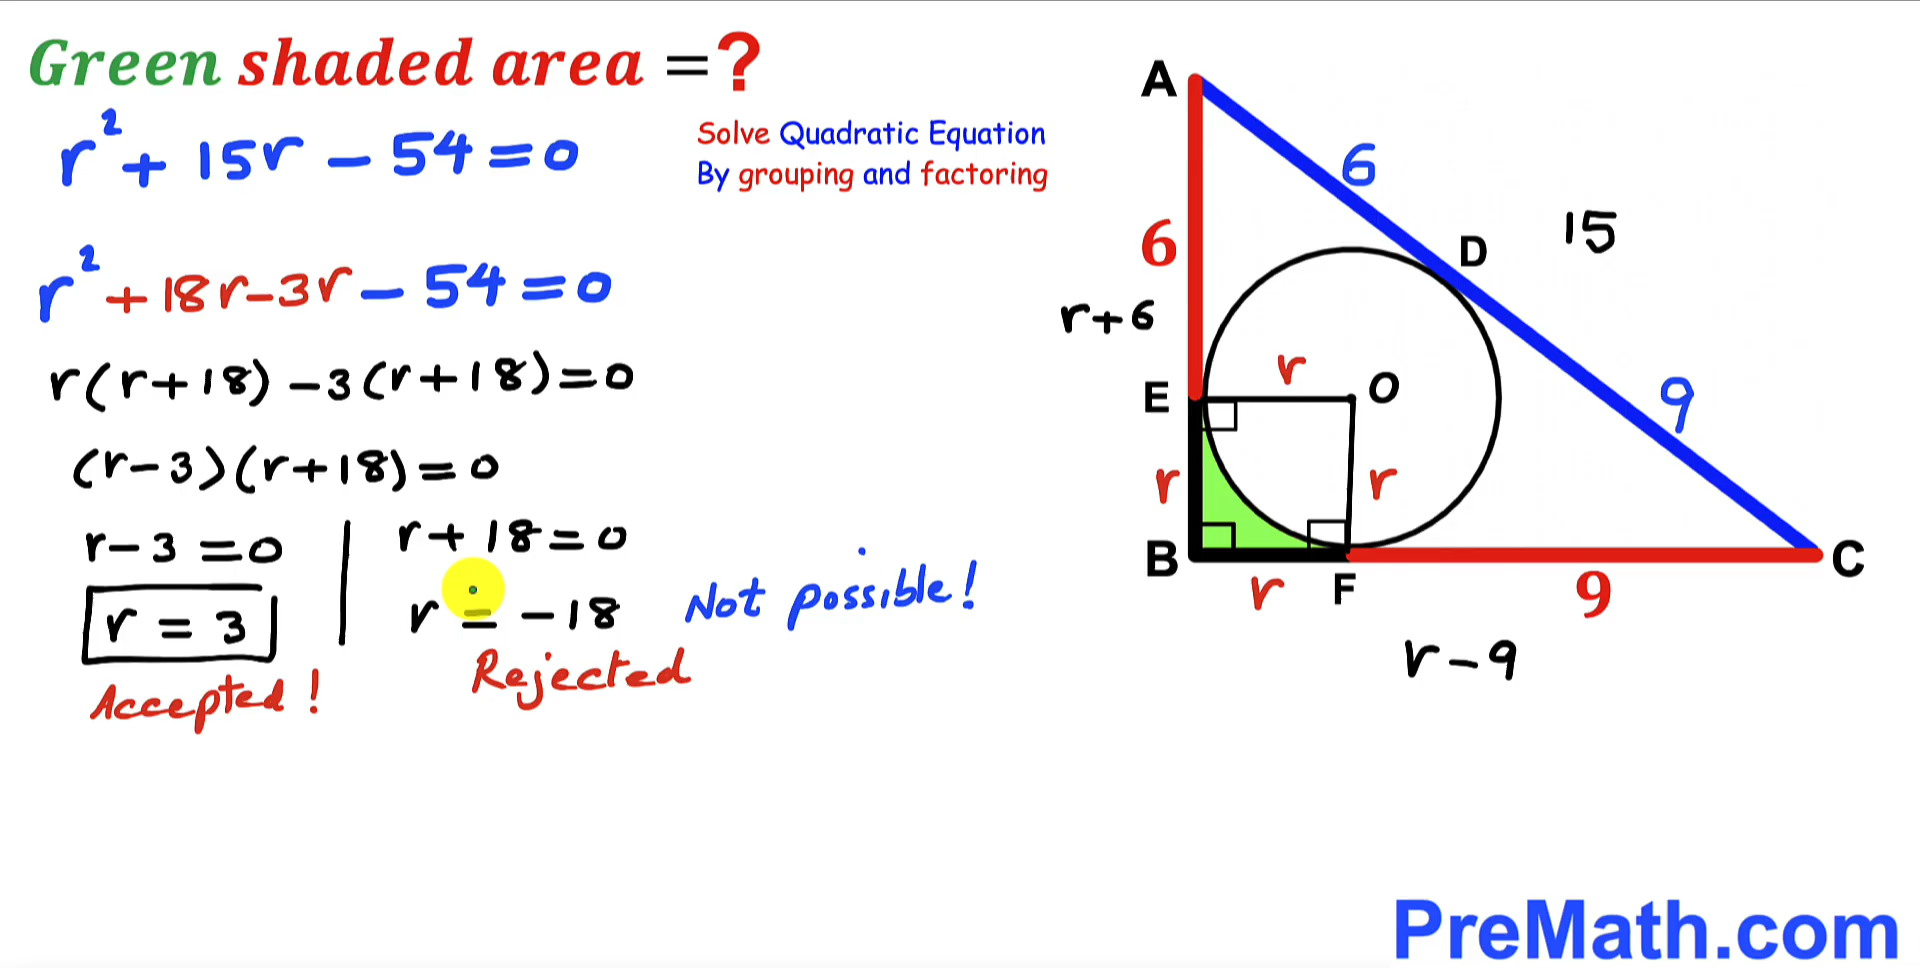 Green shaded area = ?
r² + 15r - 54 = 0
Solve Quadratic Equation
By grouping and factoring
r² + 18r - 3r - 54 = 0
r(r+18) - 3(r+18) = 0
(r-3)(r+18) = 0
r - 3 = 0
r = 3
Accepted!
r + 18 = 0
r = -18
Rejected
Not possible!
A
6
15
6
D
r+6
r
O
E
9
r
r
B
C
r
F
9
r-9
PreMath.com